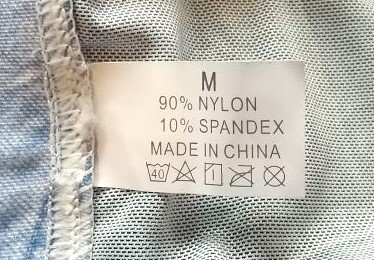 M
90% NYLON
10% SPANDEX
MADE IN CHINA
40